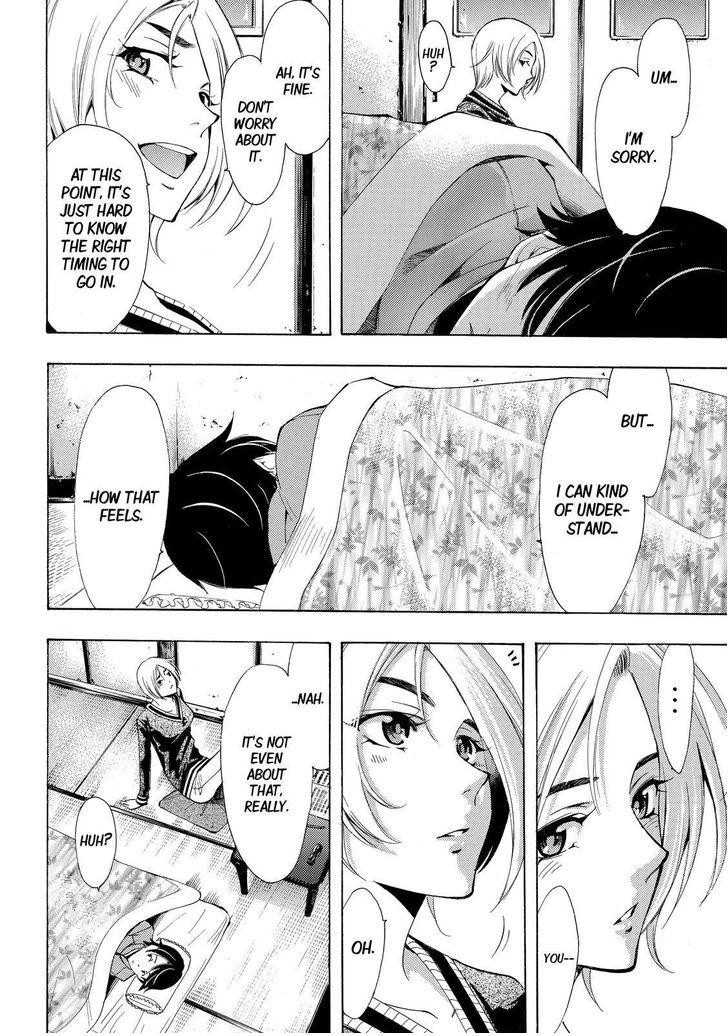 UM...
I'M
SORRY.
HUH
?
AH, IT'S
FINE.
DON'T
WORRY
ABOUT
IT.
AT THIS
POINT, IT'S
JUST HARD
TO KNOW
THE RIGHT
TIMING TO
GO IN.
BUT...
I CAN KIND
OF UNDER-
STAND...
...HOW THAT
FEELS.
...
YOU--
OH.
...NAH.
IT'S NOT
EVEN
ABOUT
THAT,
REALLY.
HUH?